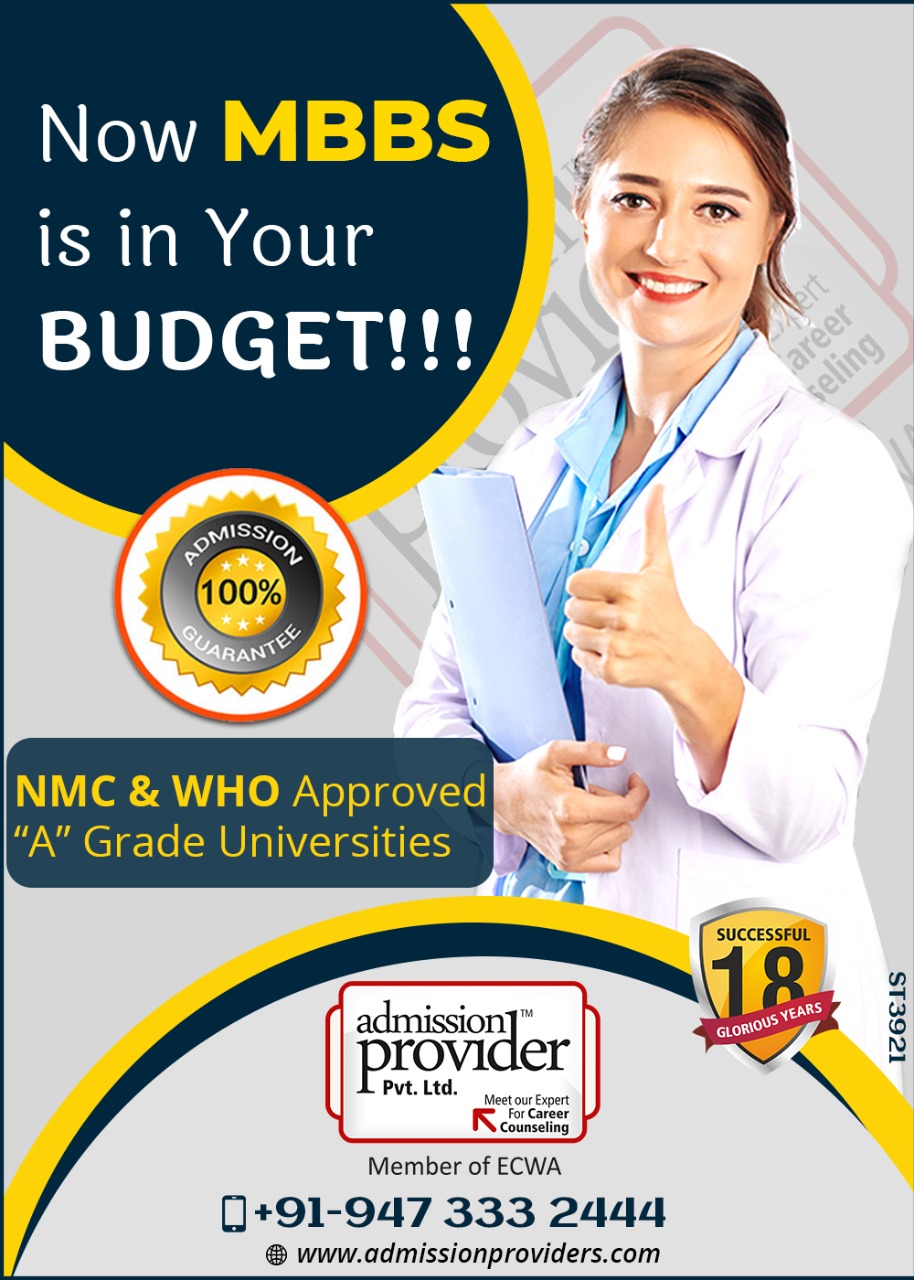 Now MBBS
is in Your
BUDGET!!!
ADMISSION
100%
GUARANTEE
NMC & WHO Approved
“A” Grade Universities
SUCCESSFUL
18
GLORIOUS YEARS
ST3921
admission™
provider
Pvt. Ltd.
Meet our Expert
For Career
Counseling
Member of ECWA
+91-947 333 2444
www.admissionproviders.com